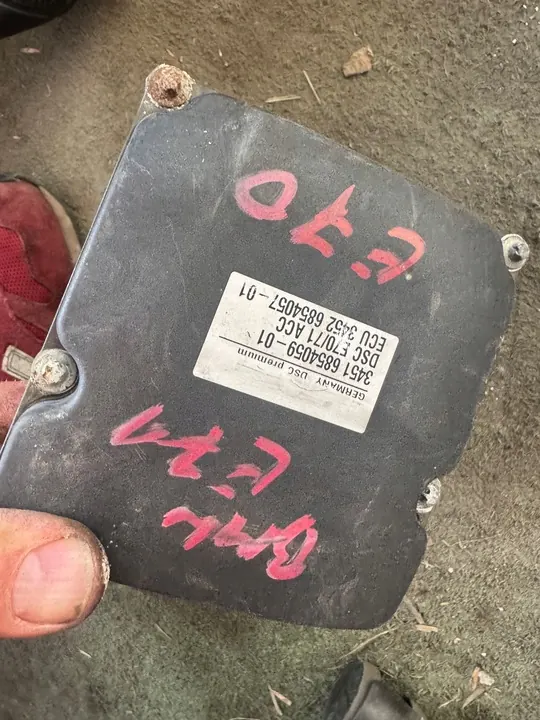 BMW
E71
GERMANY DSC premium
3451 6854059-01
DSC E70/71 ACC
ECU 3452 6854057-01
E70